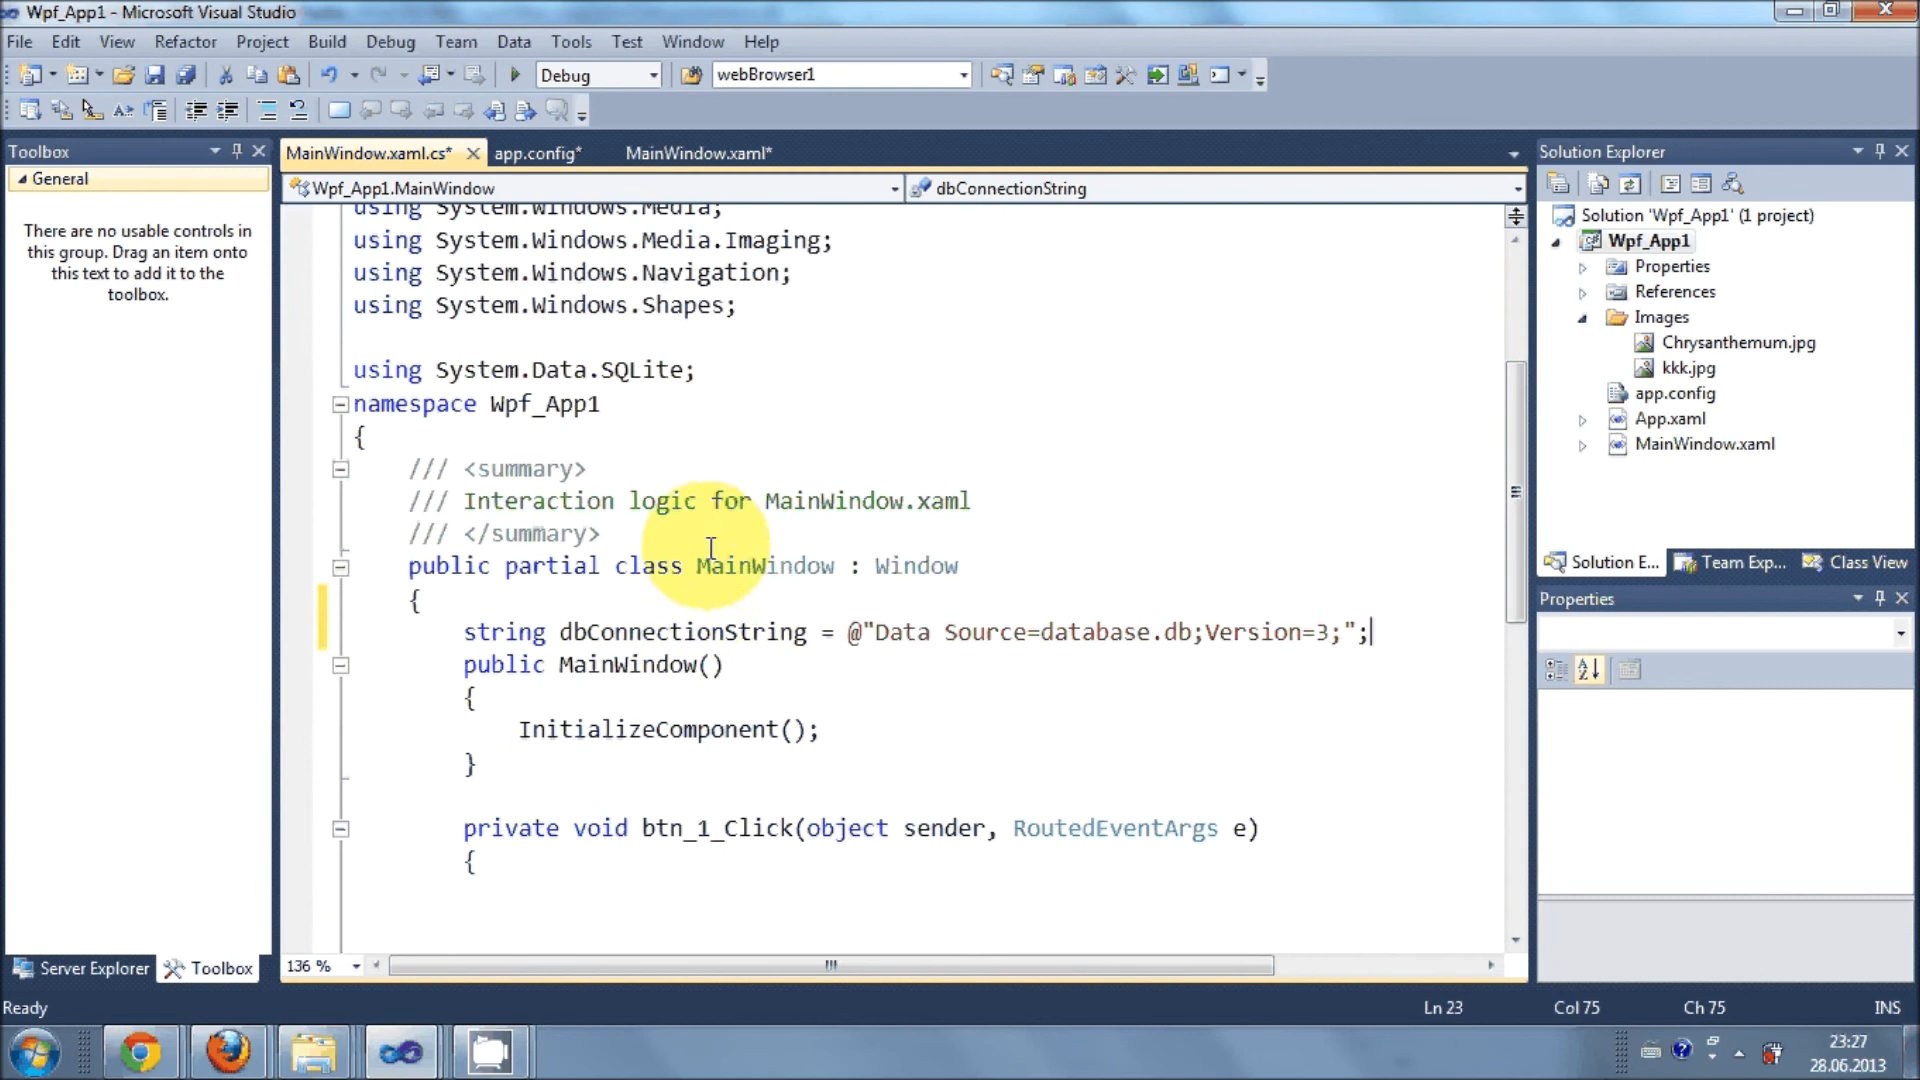 Wpf_App1 - Microsoft Visual Studio
File Edit View Refactor Project Build Debug Team Data Tools Test Window Help
Debug webBrowser1
Toolbox
General
There are no usable controls in
this group. Drag an item onto
this text to add it to the
toolbox.
Server Explorer Toolbox
MainWindow.xaml.cs* app.config* MainWindow.xaml*
Wpf_App1.MainWindow dbConnectionString
using System.Windows.Media;
using System.Windows.Media.Imaging;
using System.Windows.Navigation;
using System.Windows.Shapes;
using System.Data.SQLite;
namespace Wpf_App1
{
/// <summary>
/// Interaction logic for MainWindow.xaml
/// </summary>
public partial class MainWindow : Window
{
string dbConnectionString = @"Data Source=database.db;Version=3;";
public MainWindow()
{
InitializeComponent();
}
private void btn_1_Click(object sender, RoutedEventArgs e)
{
136 %
Solution Explorer
Solution 'Wpf_App1' (1 project)
Wpf_App1
Properties
References
Images
Chrysanthemum.jpg
kkk.jpg
app.config
App.xaml
MainWindow.xaml
Solution E... Team Exp... Class View
Properties
Ready Ln 23 Col 75 Ch 75 INS
23:27
28.06.2013